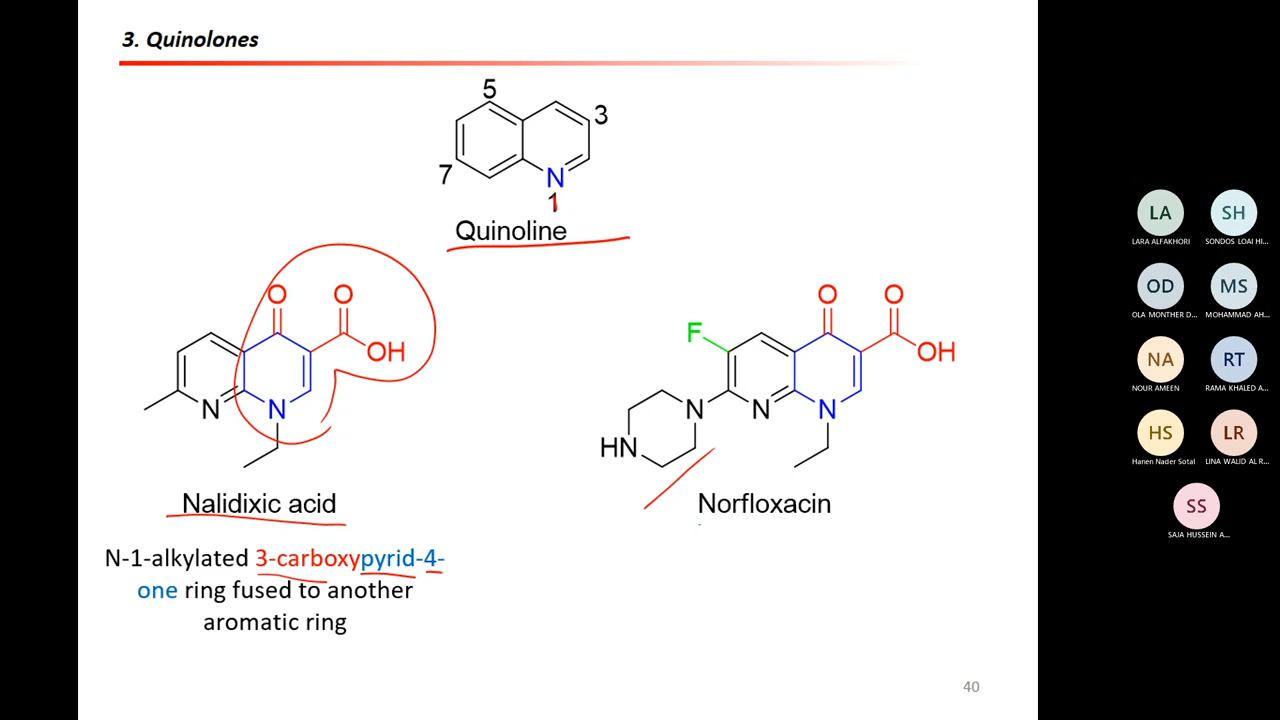 3. Quinolones
5
3
7
N
1
Quinoline
O
O
OH
N
N
Nalidixic acid
N-1-alkylated 3-carboxypyrid-4-
one ring fused to another
aromatic ring
O
O
F
OH
N
N
N
HN
Norfloxacin
40
LA
LARA ALFAKHORI
SH
SONDOS LOAI HI...
OD
OLA MONTHER D...
MS
MOHAMMAD AH...
NA
NOUR AMEEN
RT
RAMA KHALED A...
HS
Hanen Nader Sotal
LR
LINA WALID AL R...
SS
SAJA HUSSEIN A...